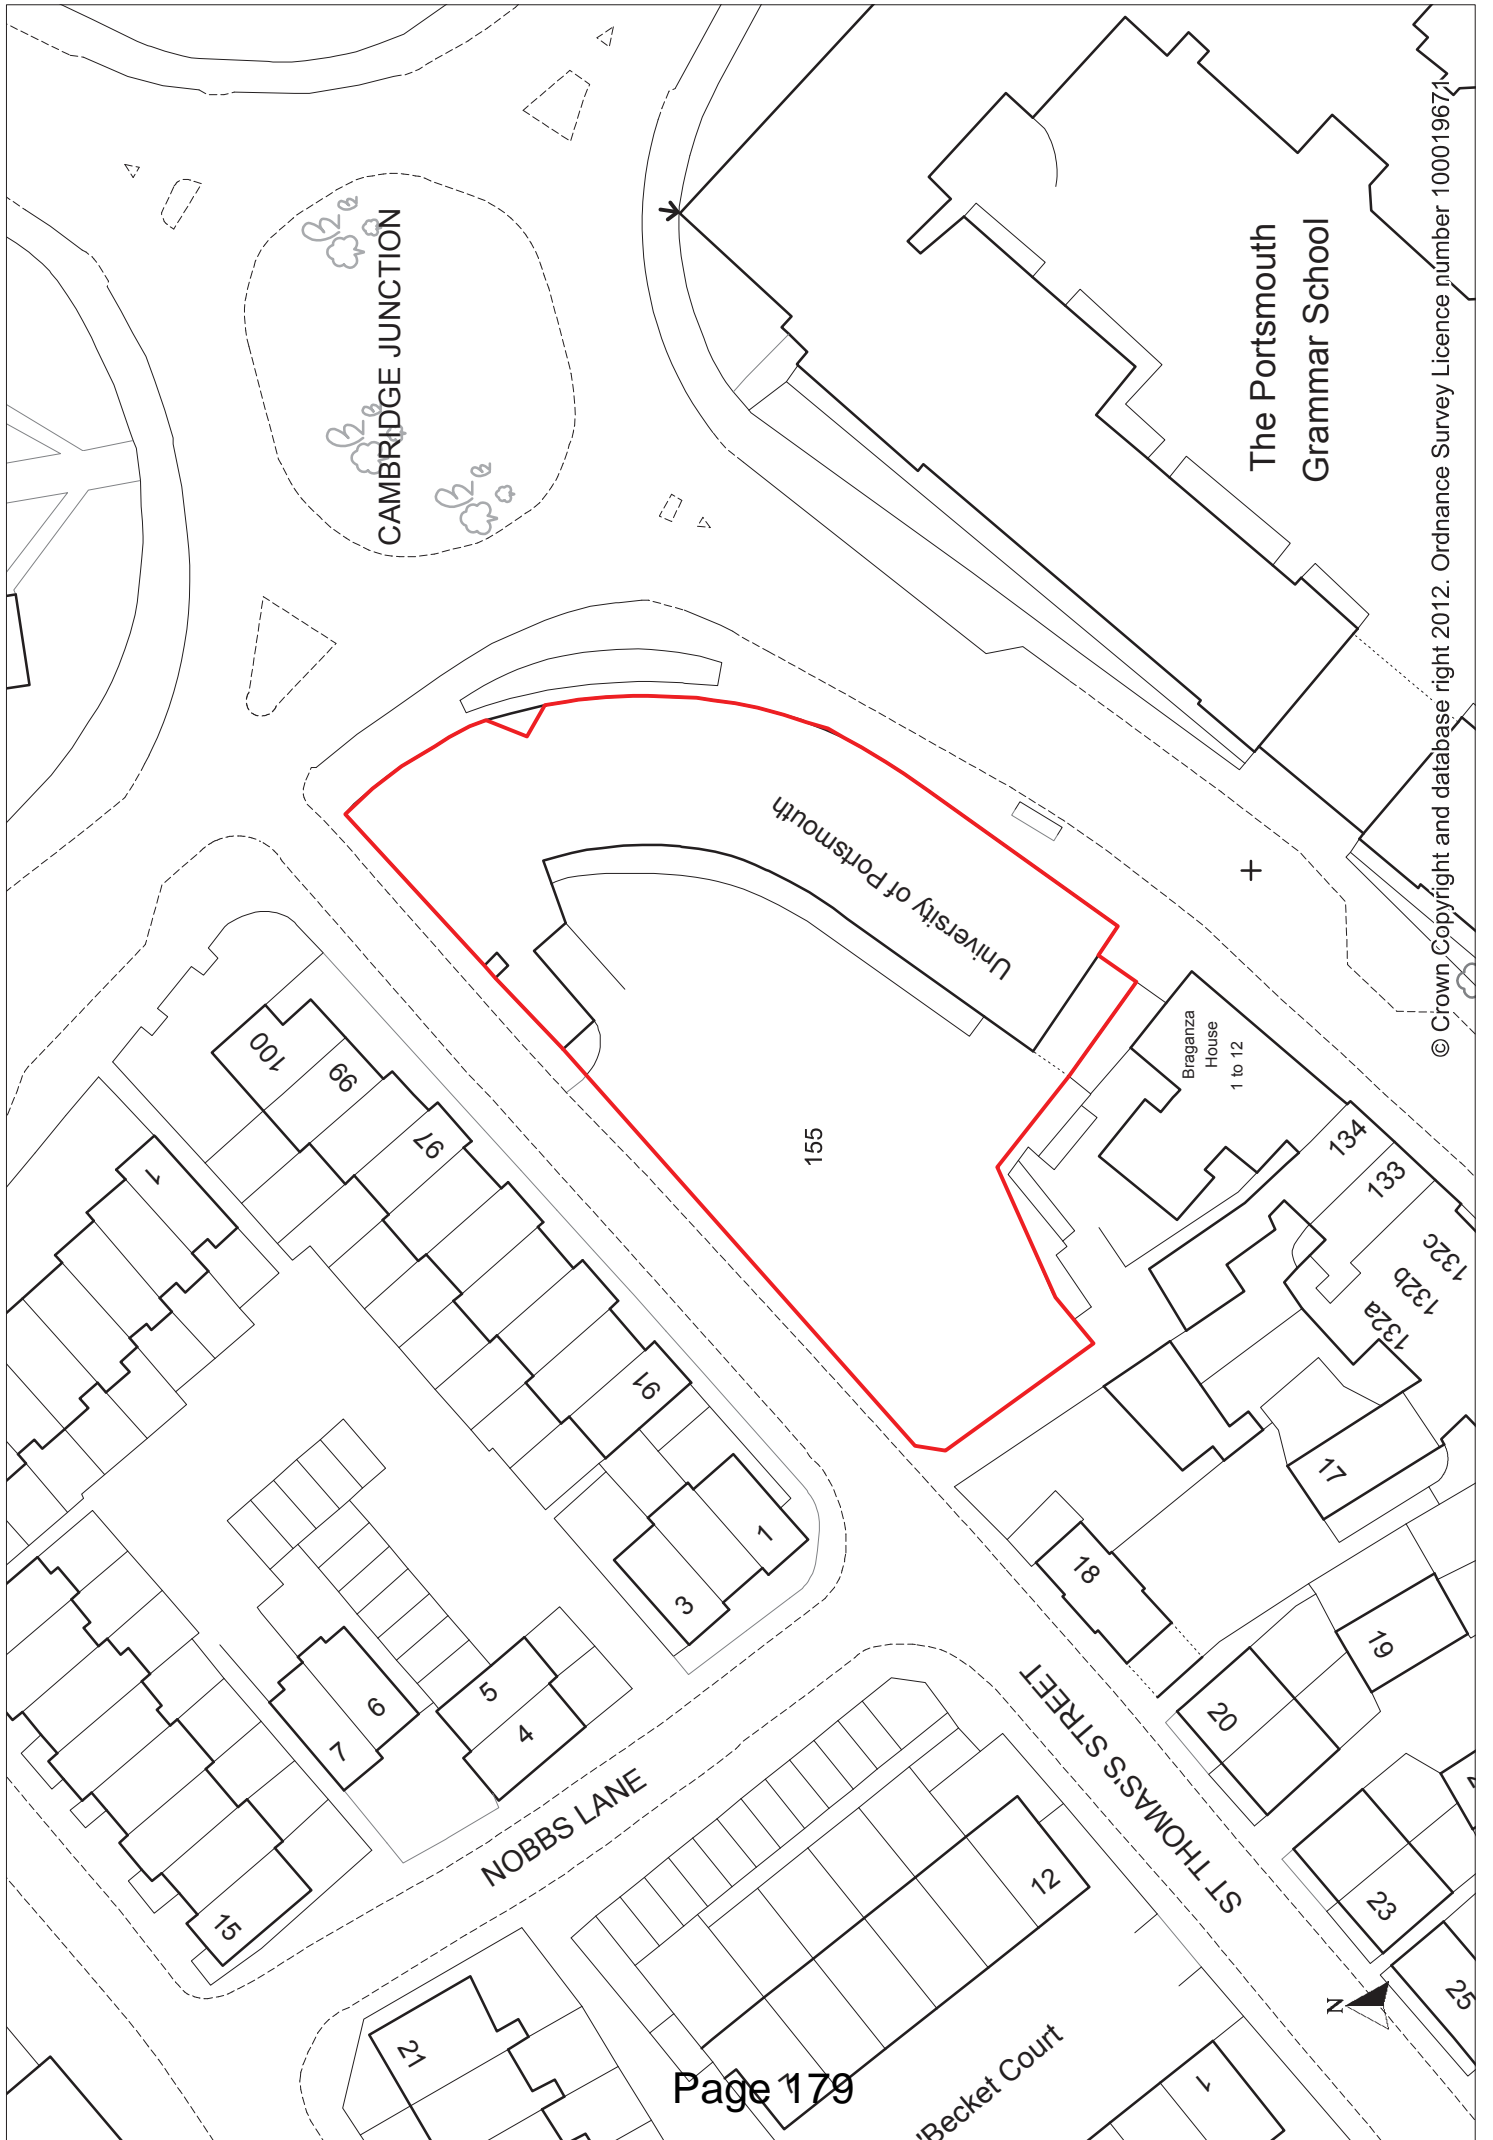 CAMBRIDGE JUNCTION
The Portsmouth
Grammar School
© Crown Copyright and database right 2012. Ordnance Survey Licence number 100019671
University of Portsmouth
155
Braganza
House
1 to 12
134
133
132c
132b
132a
100
99
97
91
1
1
3
5
4
6
7
15
NOBBS LANE
ST THOMAS'S STREET
17
18
19
20
23
25
12
21
7
1
'Becket Court
N
Page 179